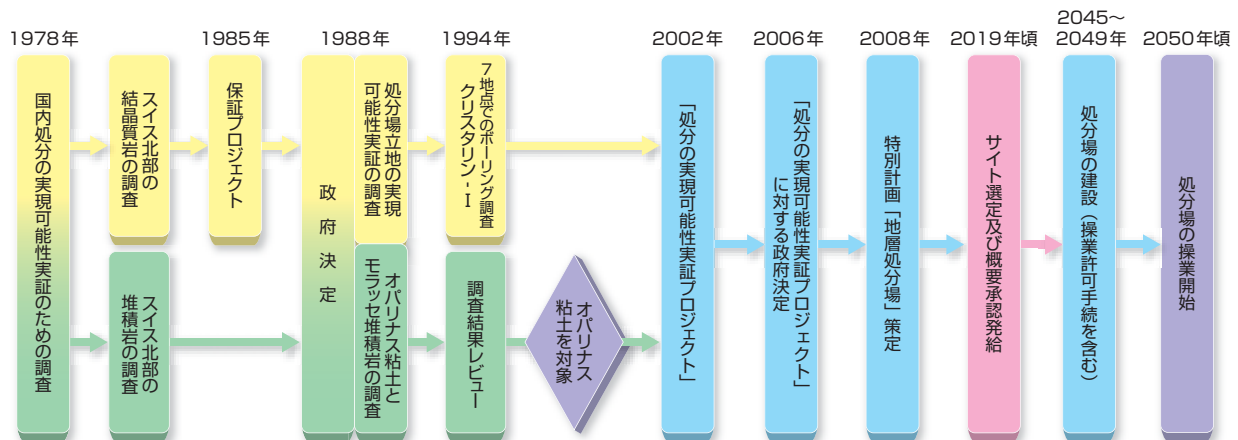 1978年
1985年
1988年
1994年
2002年
2006年
2008年
2019年頃
2045～
2049年
2050年頃
国内処分の実現可能性実証のための調査
スイス北部の
結晶質岩の調査
スイス北部の
堆積岩の調査
保証プロジェクト
政府決定
処分場立地の実現
可能性実証の調査
オパリナス粘土と
モラッセ堆積岩の調査
7地点でのボーリング調査
クリスタリン-Ⅰ
調査結果レビュー
オパリナス
粘土を対象
「処分の実現可能性実証プロジェクト」
「処分の実現可能性実証プロジェクト」
に対する政府決定
特別計画「地層処分場」策定
サイト選定及び概要承認発給
処分場の建設（操業許可手続を含む）
処分場の操業開始